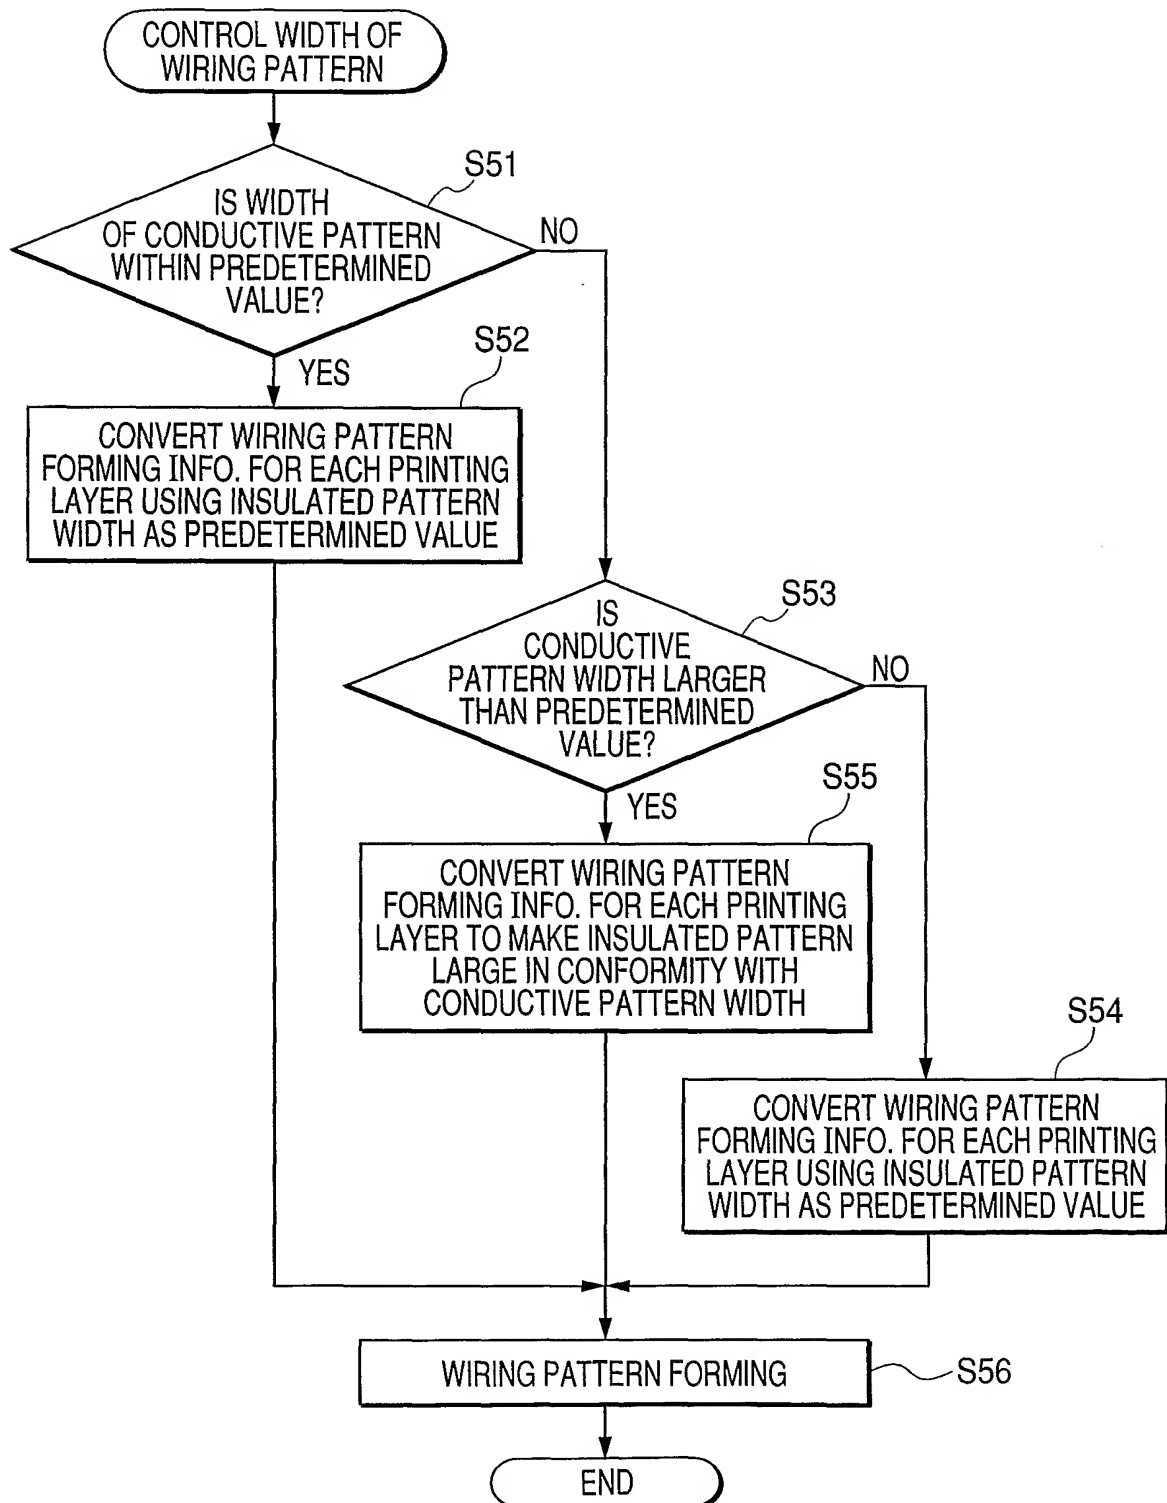 CONTROL WIDTH OF
WIRING PATTERN
S51
IS WIDTH
OF CONDUCTIVE PATTERN
WITHIN PREDETERMINED
VALUE?
NO
YES
S52
CONVERT WIRING PATTERN
FORMING INFO. FOR EACH PRINTING
LAYER USING INSULATED PATTERN
WIDTH AS PREDETERMINED VALUE
S53
IS
CONDUCTIVE
PATTERN WIDTH LARGER
THAN PREDETERMINED
VALUE?
NO
YES
S55
CONVERT WIRING PATTERN
FORMING INFO. FOR EACH PRINTING
LAYER TO MAKE INSULATED PATTERN
LARGE IN CONFORMITY WITH
CONDUCTIVE PATTERN WIDTH
S54
CONVERT WIRING PATTERN
FORMING INFO. FOR EACH PRINTING
LAYER USING INSULATED PATTERN
WIDTH AS PREDETERMINED VALUE
WIRING PATTERN FORMING
S56
END